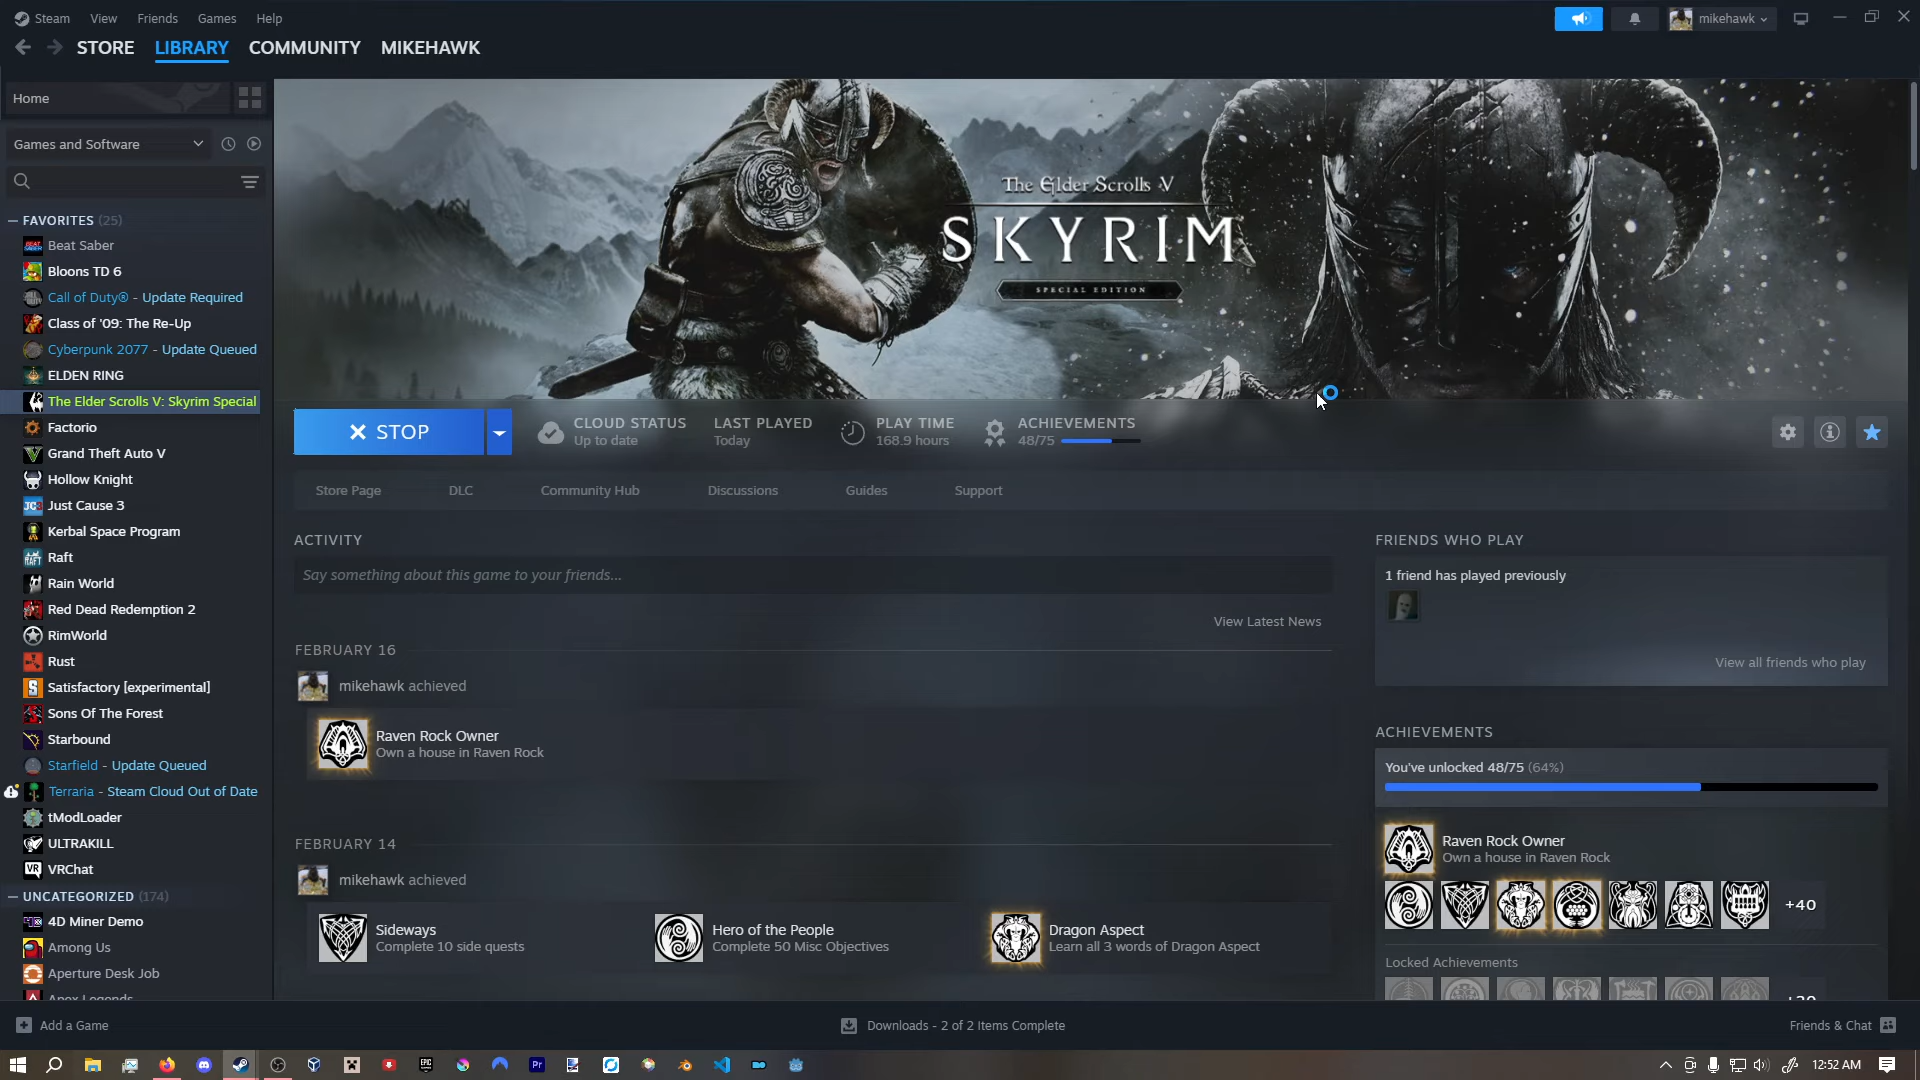 Steam View Friends Games Help
mikehawk
STORE LIBRARY COMMUNITY MIKEHAWK
Home
Games and Software
FAVORITES (25)
Beat Saber
Bloons TD 6
Call of Duty® - Update Required
Class of '09: The Re-Up
Cyberpunk 2077 - Update Queued
ELDEN RING
The Elder Scrolls V: Skyrim Special
Factorio
Grand Theft Auto V
Hollow Knight
Just Cause 3
Kerbal Space Program
Raft
Rain World
Red Dead Redemption 2
RimWorld
Rust
Satisfactory [experimental]
Sons Of The Forest
Starbound
Starfield - Update Queued
Terraria - Steam Cloud Out of Date
tModLoader
ULTRAKILL
VRChat
UNCATEGORIZED (174)
4D Miner Demo
Among Us
Aperture Desk Job
Apex Legends
The Elder Scrolls V
SKYRIM
SPECIAL EDITION
STOP
CLOUD STATUS
Up to date
LAST PLAYED
Today
PLAY TIME
168.9 hours
ACHIEVEMENTS
48/75
Store Page DLC Community Hub Discussions Guides Support
ACTIVITY
Say something about this game to your friends...
View Latest News
FEBRUARY 16
mikehawk achieved
Raven Rock Owner
Own a house in Raven Rock
FEBRUARY 14
mikehawk achieved
Sideways
Complete 10 side quests
Hero of the People
Complete 50 Misc Objectives
Dragon Aspect
Learn all 3 words of Dragon Aspect
FRIENDS WHO PLAY
1 friend has played previously
View all friends who play
ACHIEVEMENTS
You've unlocked 48/75 (64%)
Raven Rock Owner
Own a house in Raven Rock
+40
Locked Achievements
Add a Game
Downloads - 2 of 2 Items Complete
Friends & Chat
12:52 AM